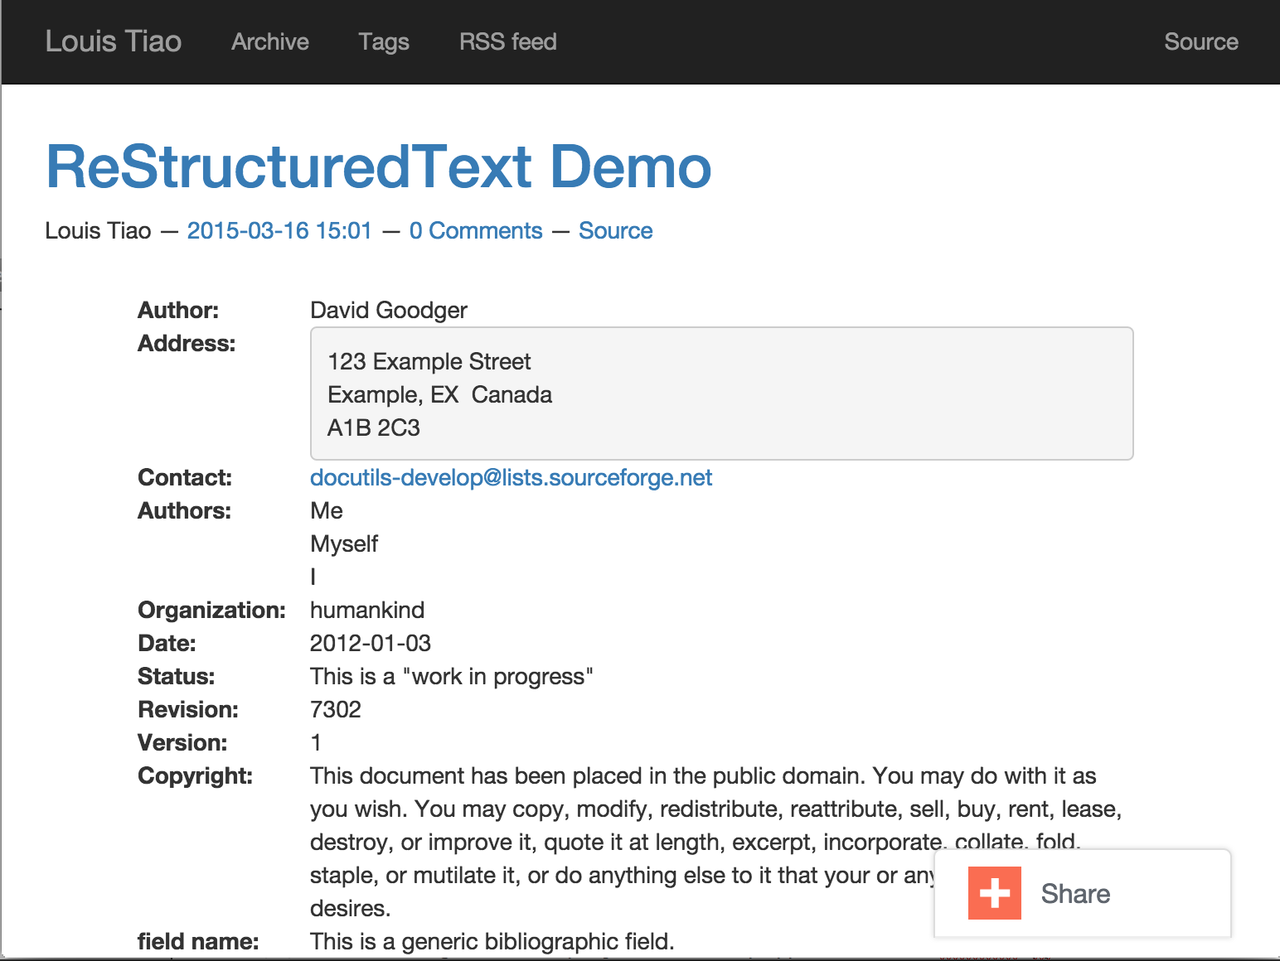 Louis Tiao Archive Tags RSS feed Source
ReStructuredText Demo
Louis Tiao — 2015-03-16 15:01 — 0 Comments — Source
Author: David Goodger
Address:
123 Example Street
Example, EX  Canada
A1B 2C3
Contact: docutils-develop@lists.sourceforge.net
Authors: Me
Myself
I
Organization: humankind
Date: 2012-01-03
Status: This is a "work in progress"
Revision: 7302
Version: 1
Copyright: This document has been placed in the public domain. You may do with it as
you wish. You may copy, modify, redistribute, reattribute, sell, buy, rent, lease,
destroy, or improve it, quote it at length, excerpt, incorporate, collate, fold,
staple, or mutilate it, or do anything else to it that your or
desires.
Share
field name: This is a generic bibliographic field.